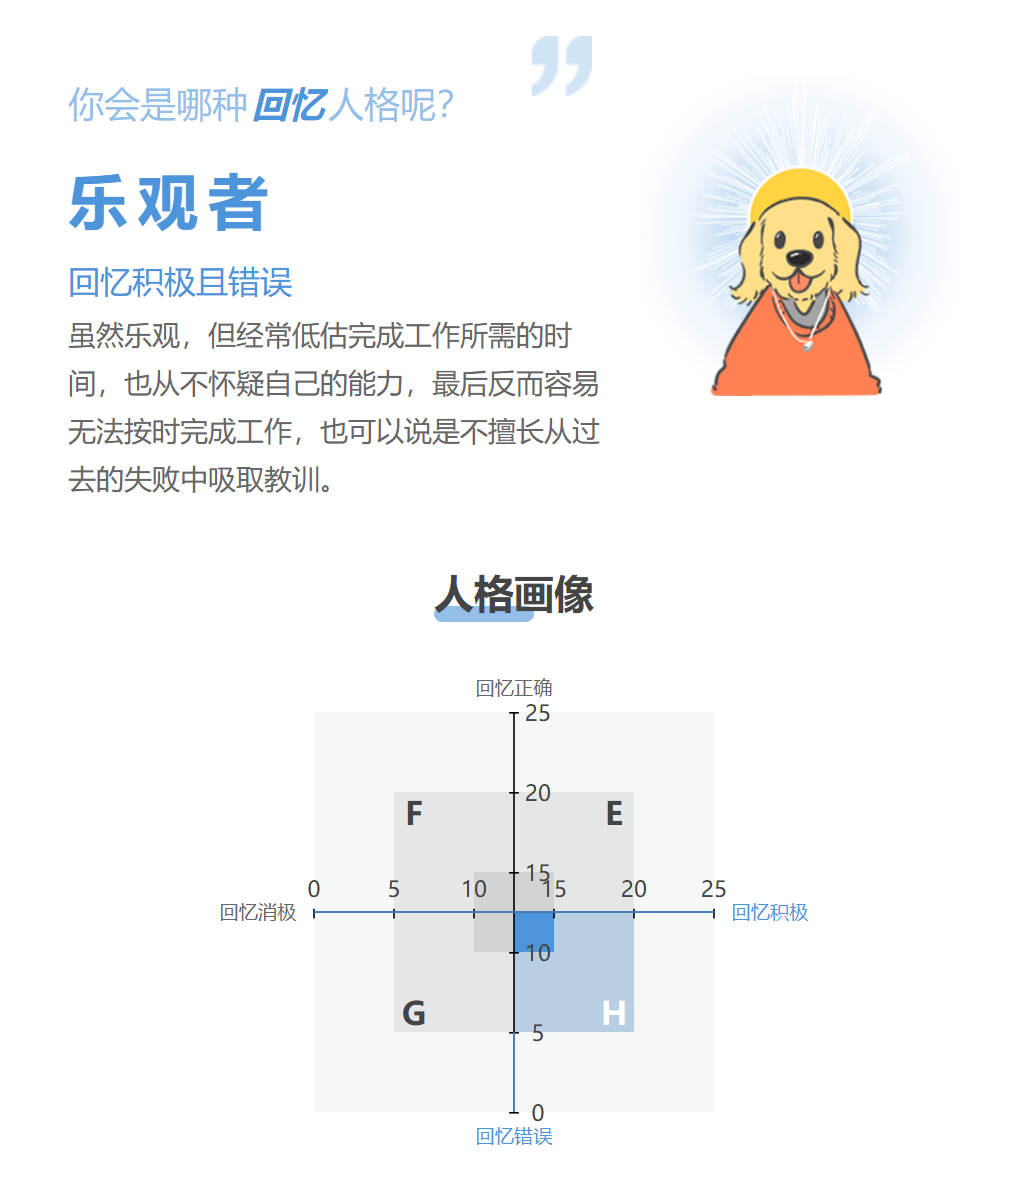 你会是哪种回忆人格呢?
乐观者
回忆积极且错误
虽然乐观，但经常低估完成工作所需的时
间，也从不怀疑自己的能力，最后反而容易
无法按时完成工作，也可以说是不擅长从过
去的失败中吸取教训。
人格画像
回忆正确
25
20
F E
15
0 5 10 15 20 25
回忆消极 回忆积极
10
G H
5
0
回忆错误